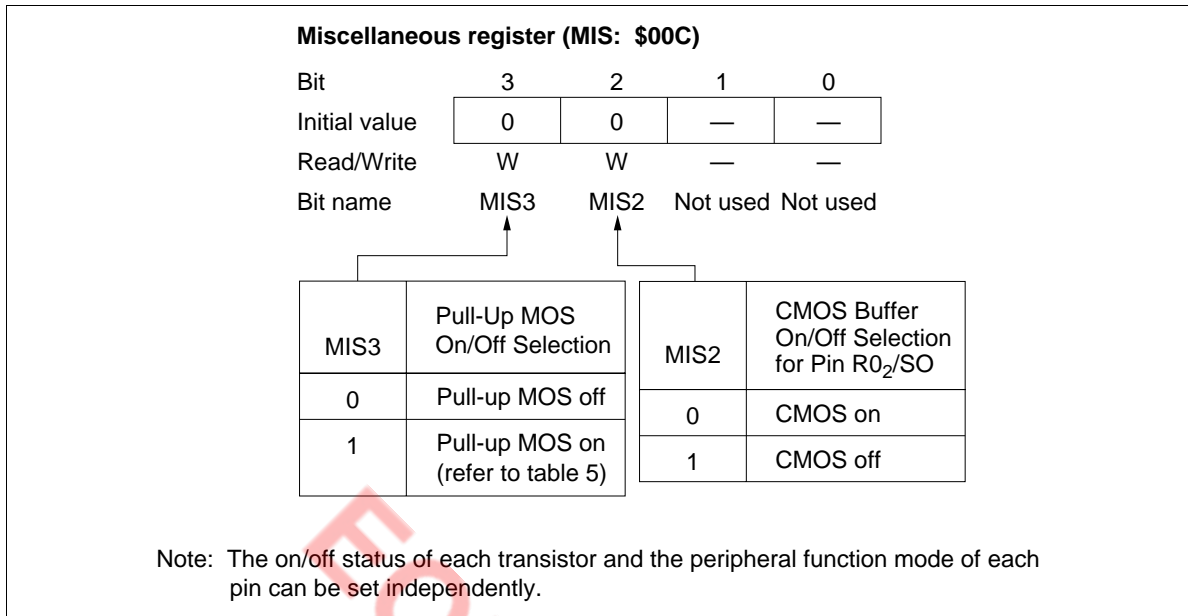 Miscellaneous register (MIS: $00C)
Bit 3 2 1 0
Initial value 0 0 — —
Read/Write W W — —
Bit name MIS3 MIS2 Not used Not used
MIS3
Pull-Up MOS
On/Off Selection
0 Pull-up MOS off
1 Pull-up MOS on
(refer to table 5)
MIS2
CMOS Buffer
On/Off Selection
for Pin R0₂/SO
0 CMOS on
1 CMOS off
Note: The on/off status of each transistor and the peripheral function mode of each
pin can be set independently.